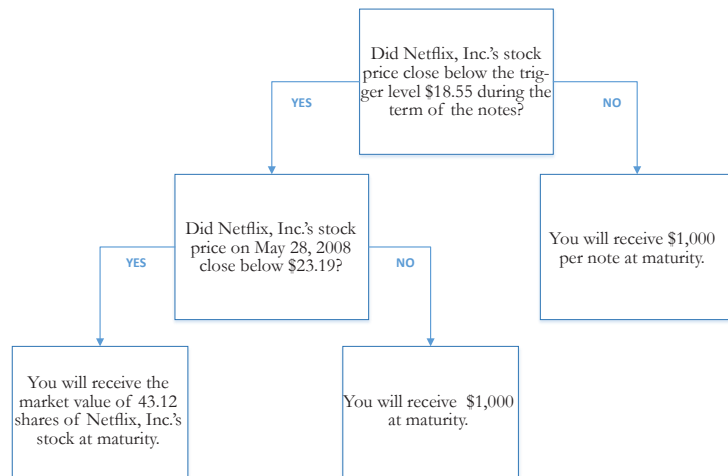 Did Netflix, Inc.'s stock
price close below the trig-
ger level $18.55 during the
term of the notes?
YES
NO
Did Netflix, Inc.'s stock
price on May 28, 2008
close below $23.19?
You will receive $1,000
per note at maturity.
YES
NO
You will receive the
market value of 43.12
shares of Netflix, Inc.'s
stock at maturity.
You will receive $1,000
at maturity.